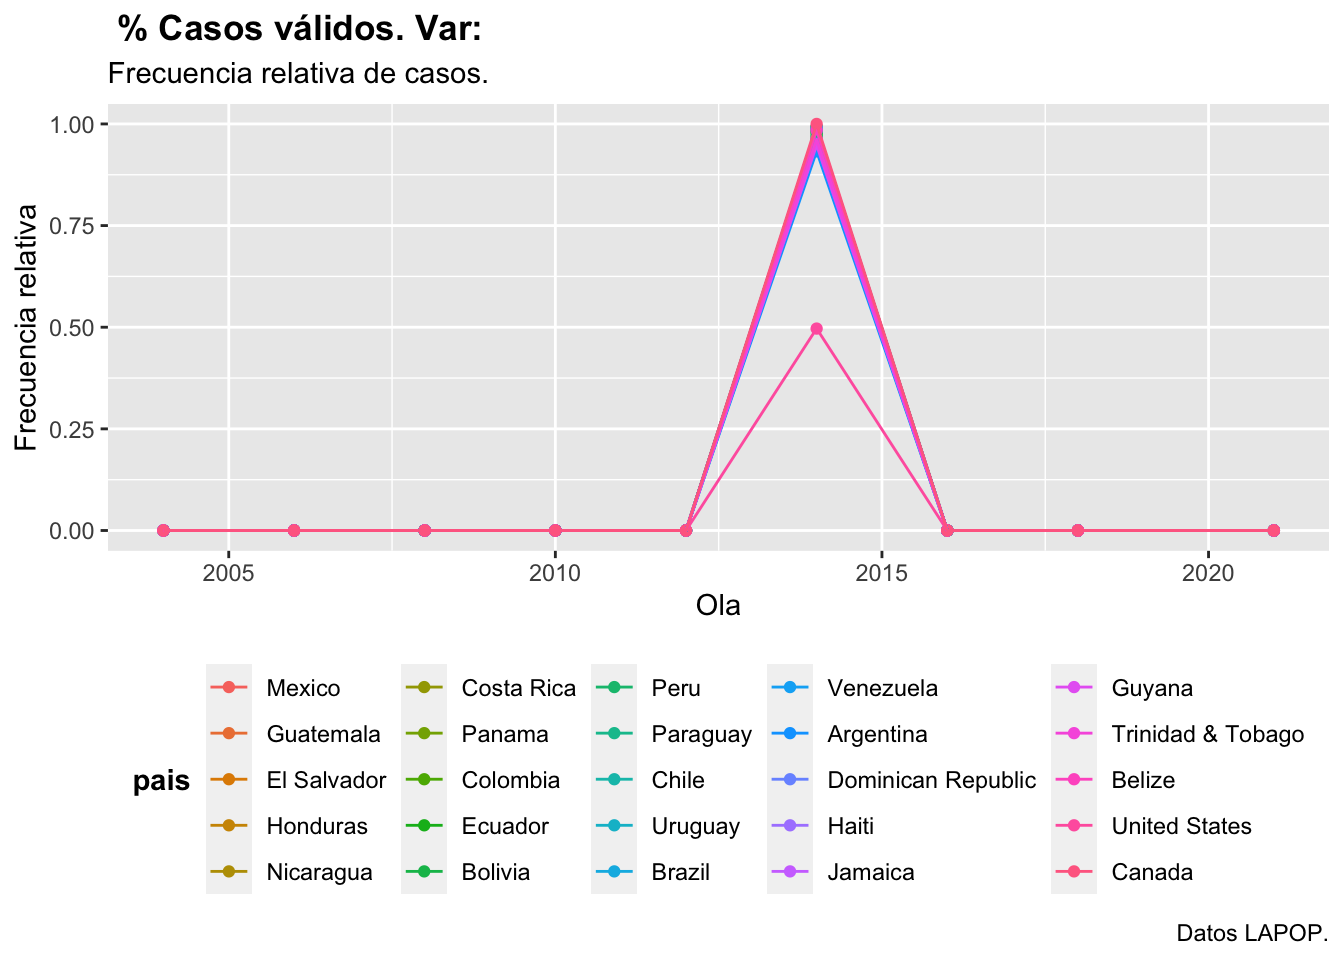 % Casos válidos. Var:
Frecuencia relativa de casos.
1.00
0.75
0.50
0.25
0.00
Frecuencia relativa
2005 2010 2015 2020
Ola
pais
Mexico Costa Rica Peru Venezuela Guyana
Guatemala Panama Paraguay Argentina Trinidad & Tobago
El Salvador Colombia Chile Dominican Republic Belize
Honduras Ecuador Uruguay Haiti United States
Nicaragua Bolivia Brazil Jamaica Canada
Datos LAPOP.